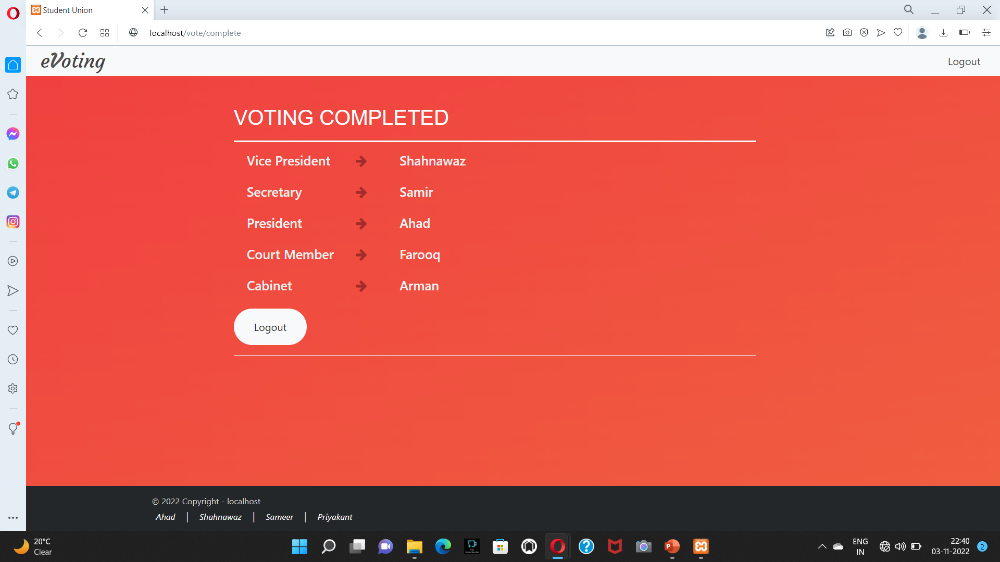 Student Union
localhost/vote/complete
eVoting
Logout
VOTING COMPLETED
Vice President Shahnawaz
Secretary Samir
President Ahad
Court Member Farooq
Cabinet Arman
Logout
© 2022 Copyright - localhost
Ahad | Shahnawaz | Sameer | Priyakant
20°C
Clear
ENG
IN
22:40
03-11-2022
2